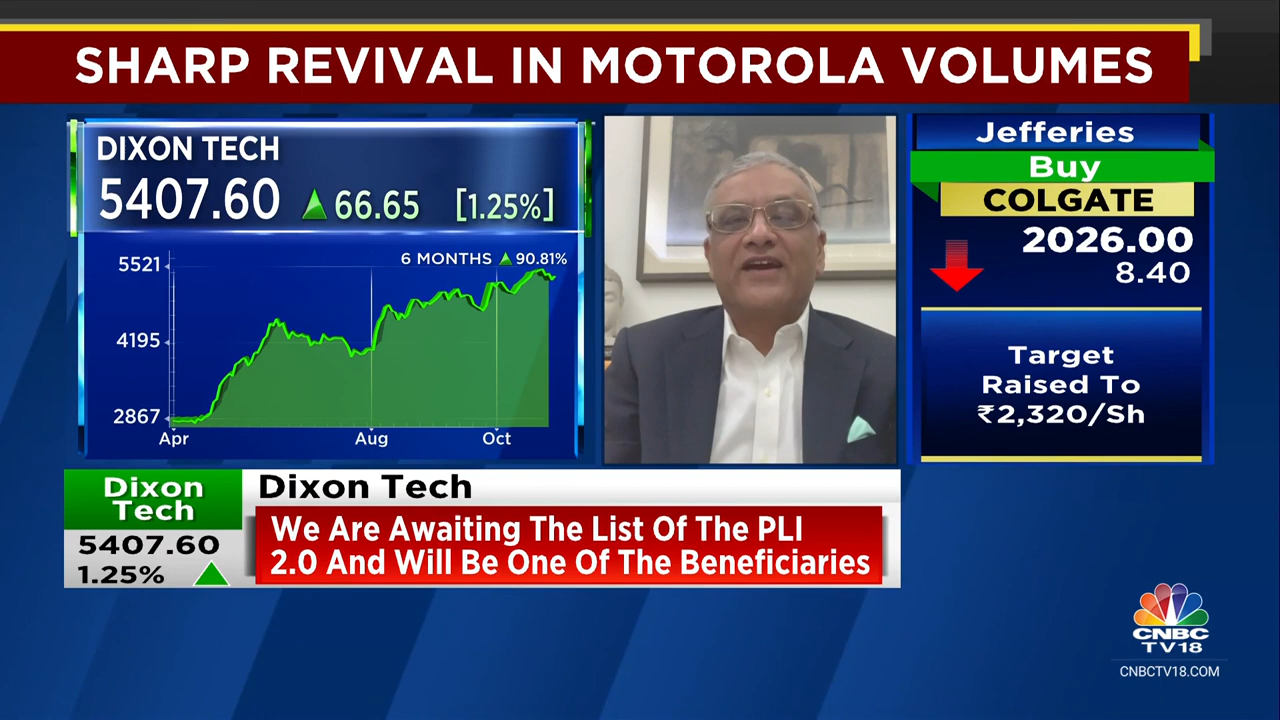 SHARP REVIVAL IN MOTOROLA VOLUMES
DIXON TECH
5407.60 66.65 [1.25%]
6 MONTHS 90.81%
5521
4195
2867
Apr Aug Oct
Jefferies
Buy
COLGATE
2026.00
8.40
Target
Raised To
₹2,320/Sh
Dixon
Tech
5407.60
1.25%
Dixon Tech
We Are Awaiting The List Of The PLI
2.0 And Will Be One Of The Beneficiaries
CNBC
TV18
CNBCTV18.COM